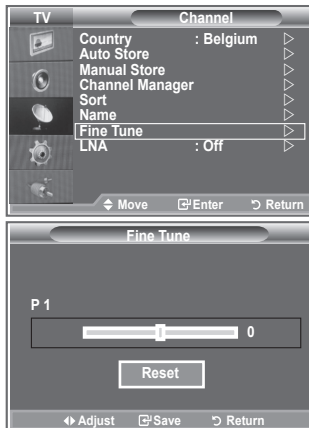 TV Channel
Country : Belgium
Auto Store
Manual Store
Channel Manager
Sort
Name
Fine Tune
LNA : Off
Move Enter Return
Fine Tune
P 1
0
Reset
Adjust Save Return